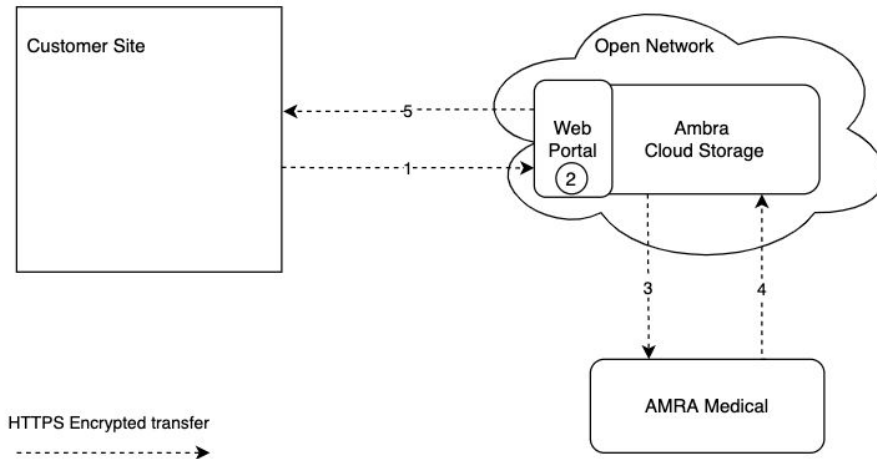 Customer Site
Open Network
5
Web
Portal
2
Ambra
Cloud Storage
1
3
4
AMRA Medical
HTTPS Encrypted transfer